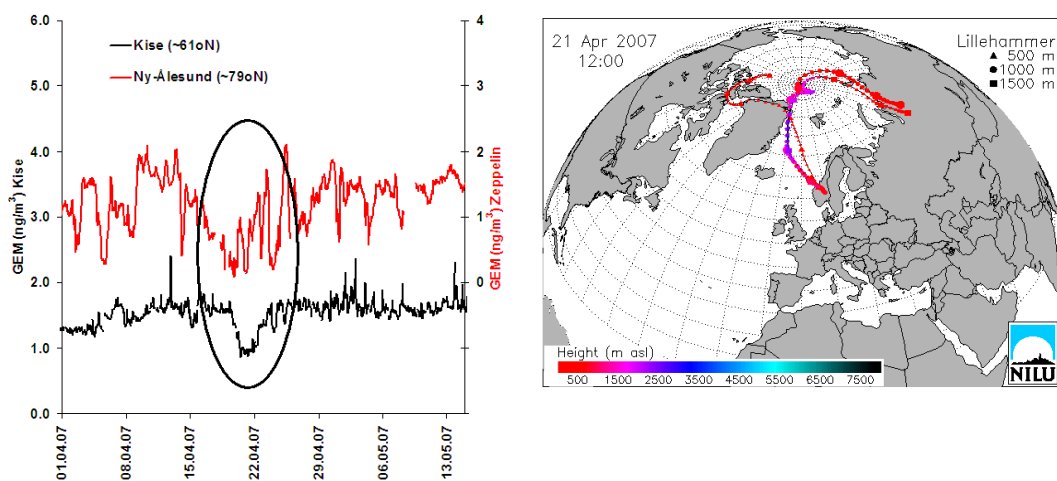 6.0
5.0
4.0
3.0
2.0
1.0
0.0
GEM (ng/m³) Kise
Kise (~61oN)
Ny-Ålesund (~79oN)
4
3
2
1
0
GEM (ng/m³) Zeppelin
01.04.07
08.04.07
15.04.07
22.04.07
29.04.07
06.05.07
13.05.07
21 Apr 2007
12:00
Lillehammer
500 m
1000 m
1500 m
Height (m asl)
500 1500 2500 3500 4500 5500 6500 7500
NILU